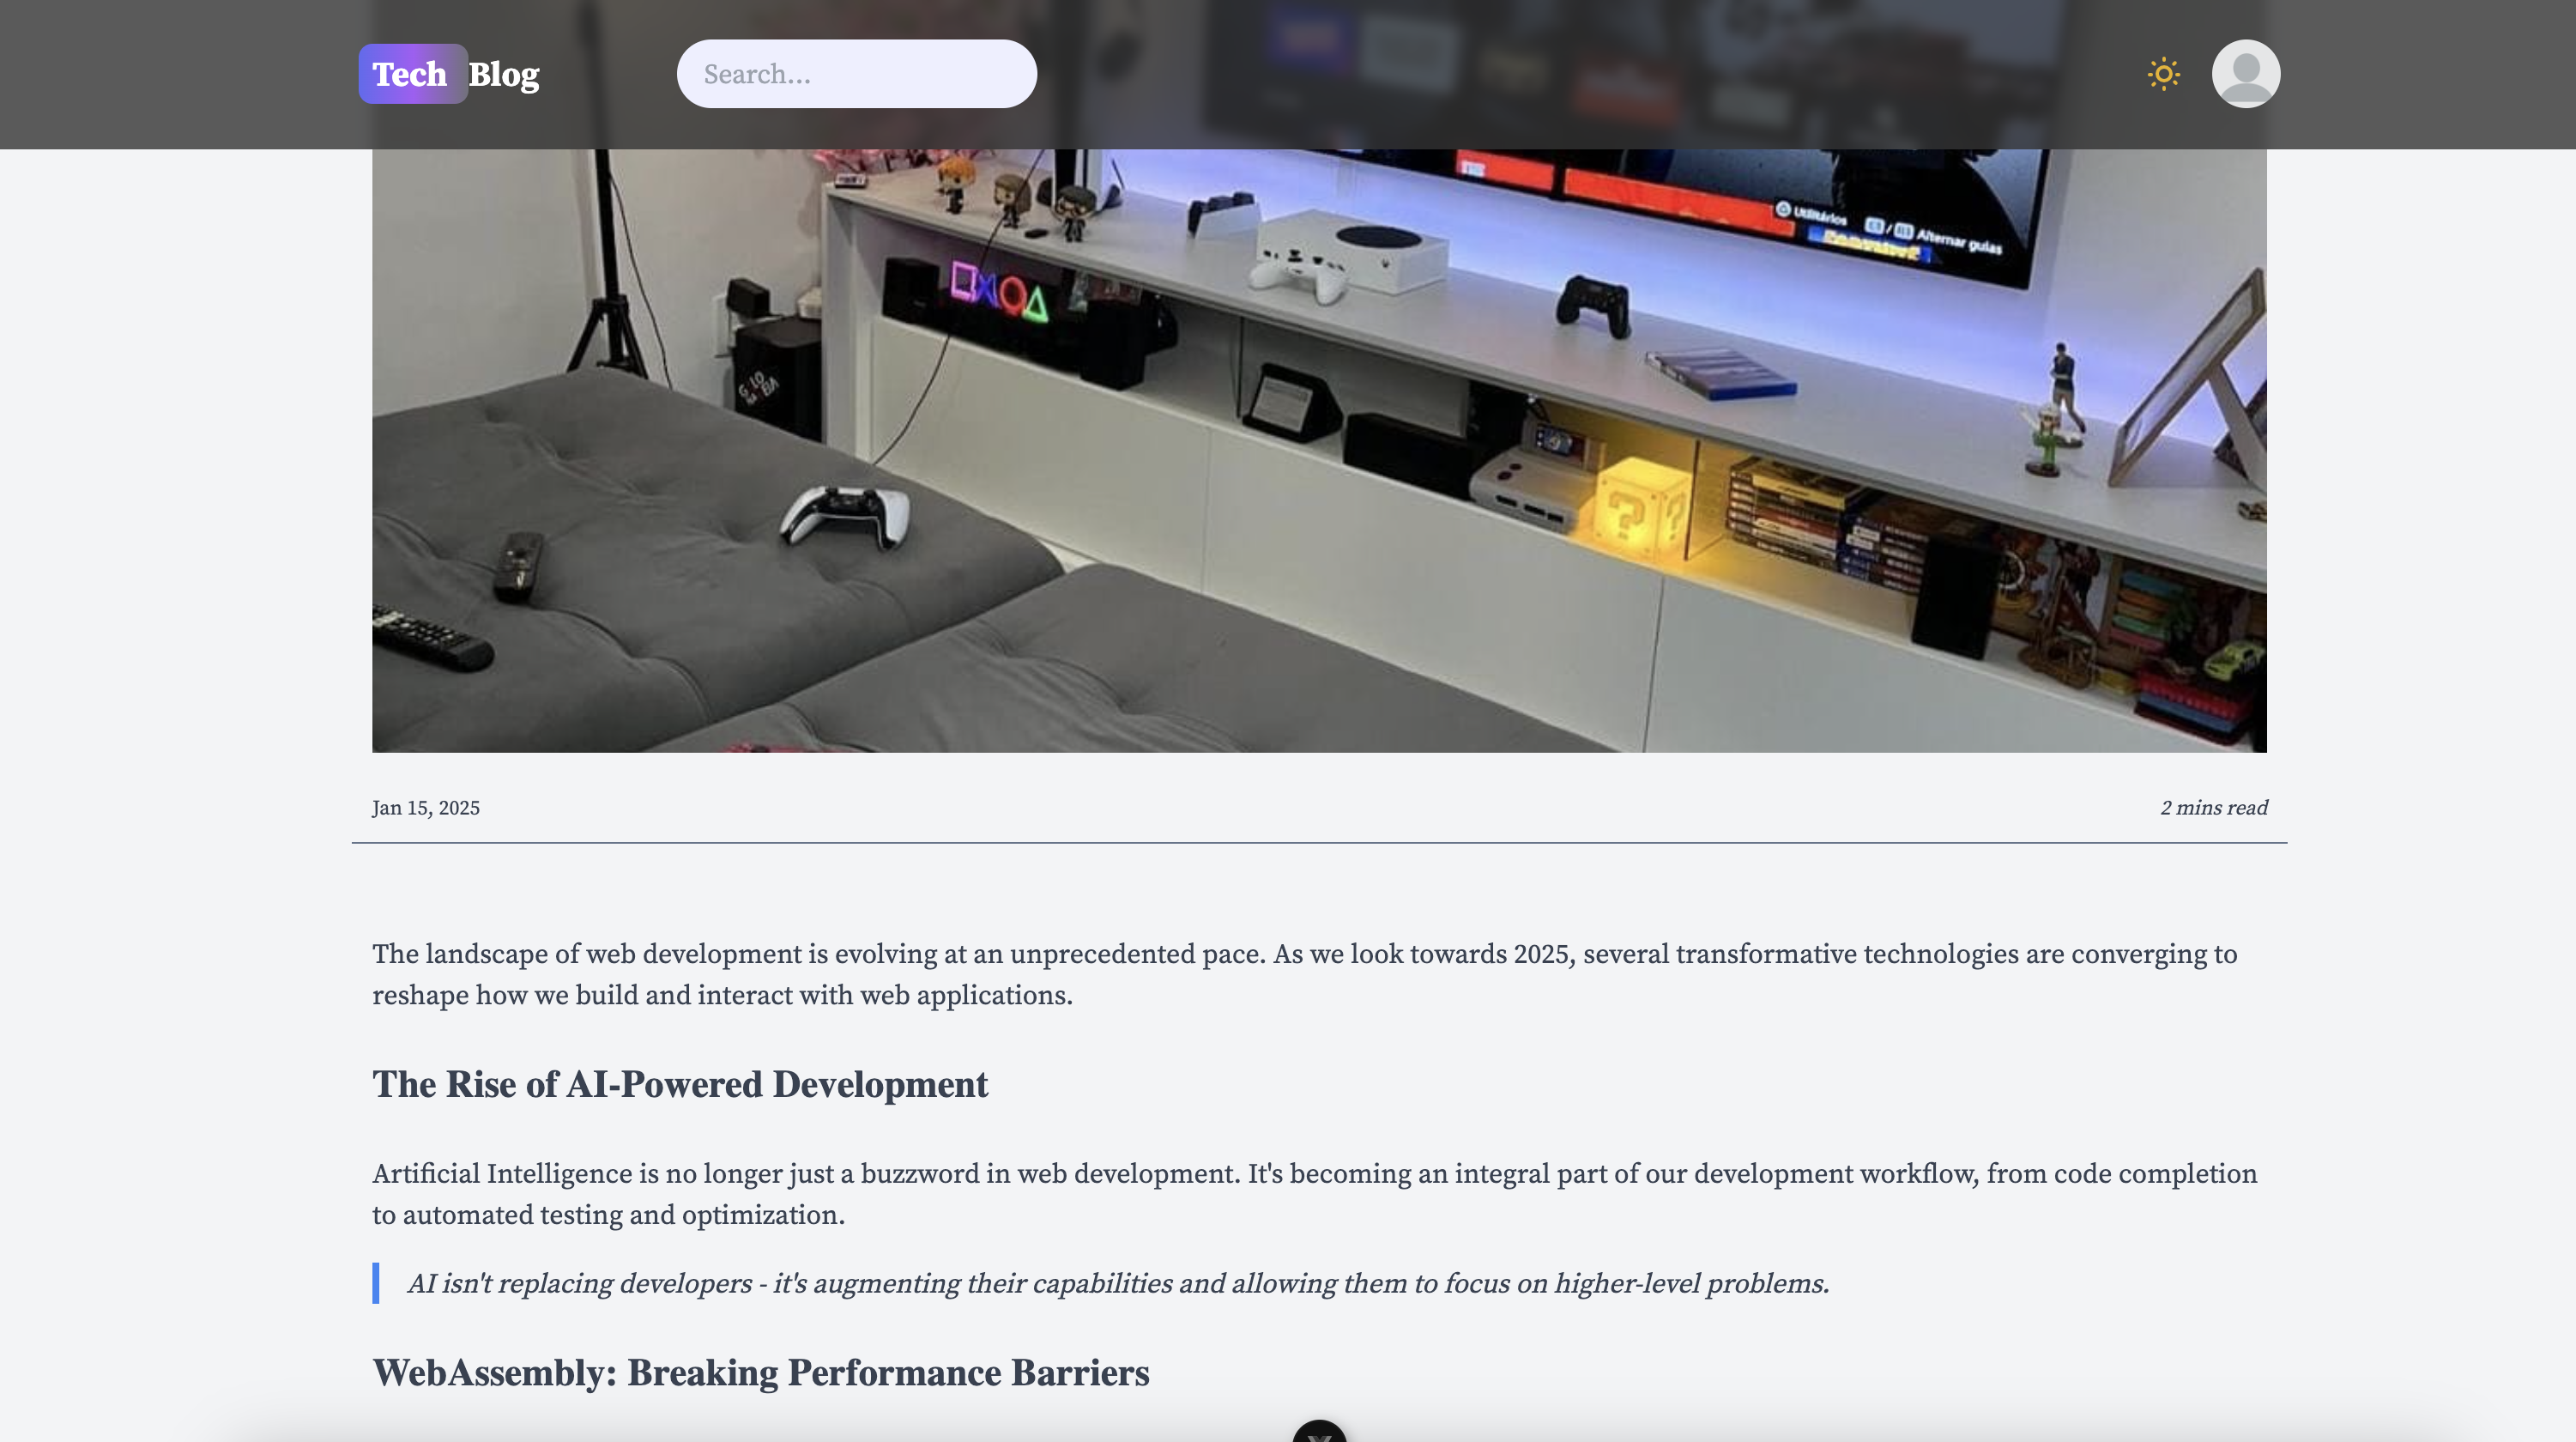 Tech Blog
Search...
Utilitários / Alternar guias
?
Jan 15, 2025
2 mins read
The landscape of web development is evolving at an unprecedented pace. As we look towards 2025, several transformative technologies are converging to
reshape how we build and interact with web applications.
The Rise of AI-Powered Development
Artificial Intelligence is no longer just a buzzword in web development. It's becoming an integral part of our development workflow, from code completion
to automated testing and optimization.
AI isn't replacing developers - it's augmenting their capabilities and allowing them to focus on higher-level problems.
WebAssembly: Breaking Performance Barriers